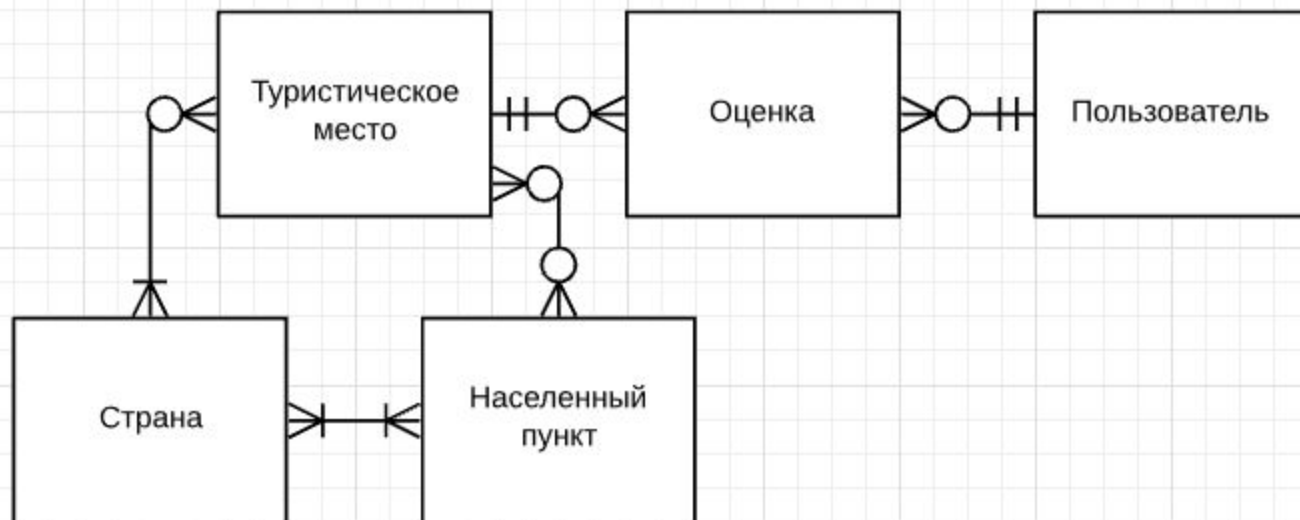 Туристическое
место
Оценка
Пользователь
Страна
Населенный
пункт